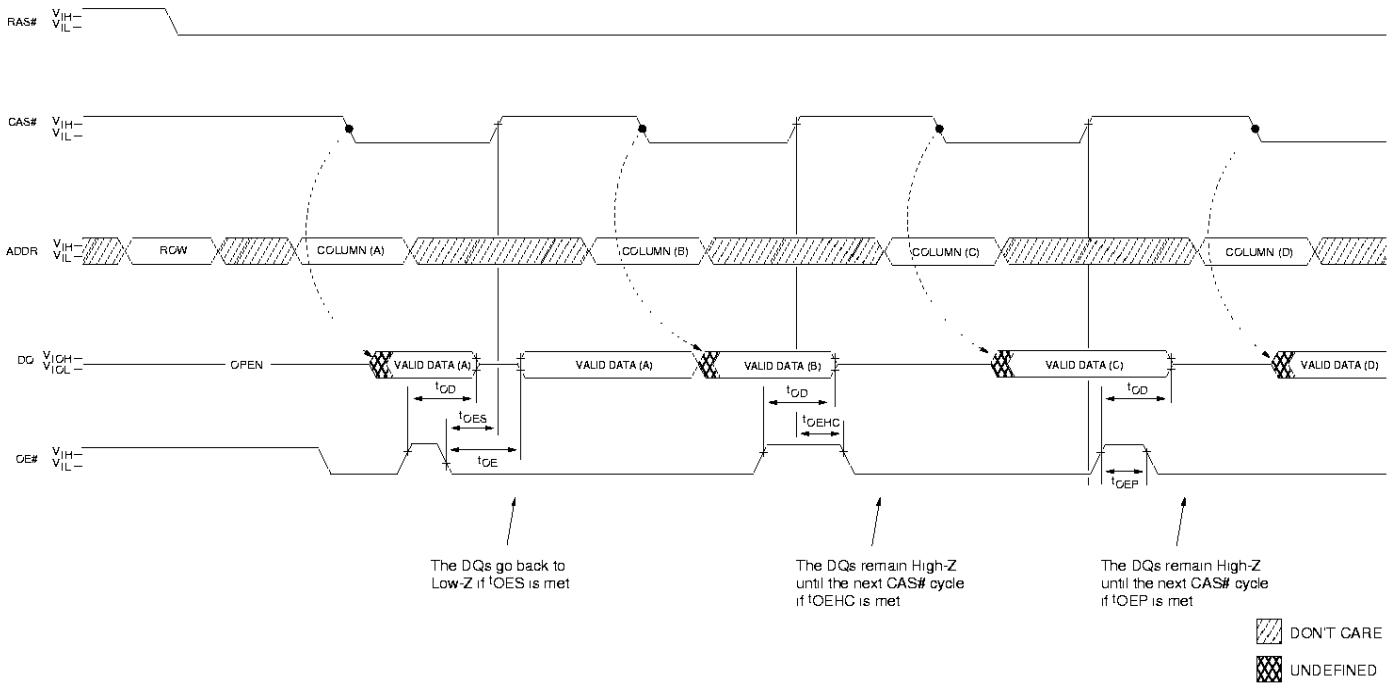 RAS# VIH VIL
CAS# VIH VIL
ADDR VIH VIL ROW COLUMN (A) COLUMN (B) COLUMN (C) COLUMN (D)
DQ VIOH VIOL OPEN VALID DATA (A) VALID DATA (A) VALID DATA (B) VALID DATA (C) VALID DATA (D)
tOD tOD tOD
tOES tOEHC
OE# VIH VIL tOE tOEP
The DQs go back to
Low-Z if tOES is met
The DQs remain High-Z
until the next CAS# cycle
if tOEHC is met
The DQs remain High-Z
until the next CAS# cycle
if tOEP is met
DON'T CARE
UNDEFINED